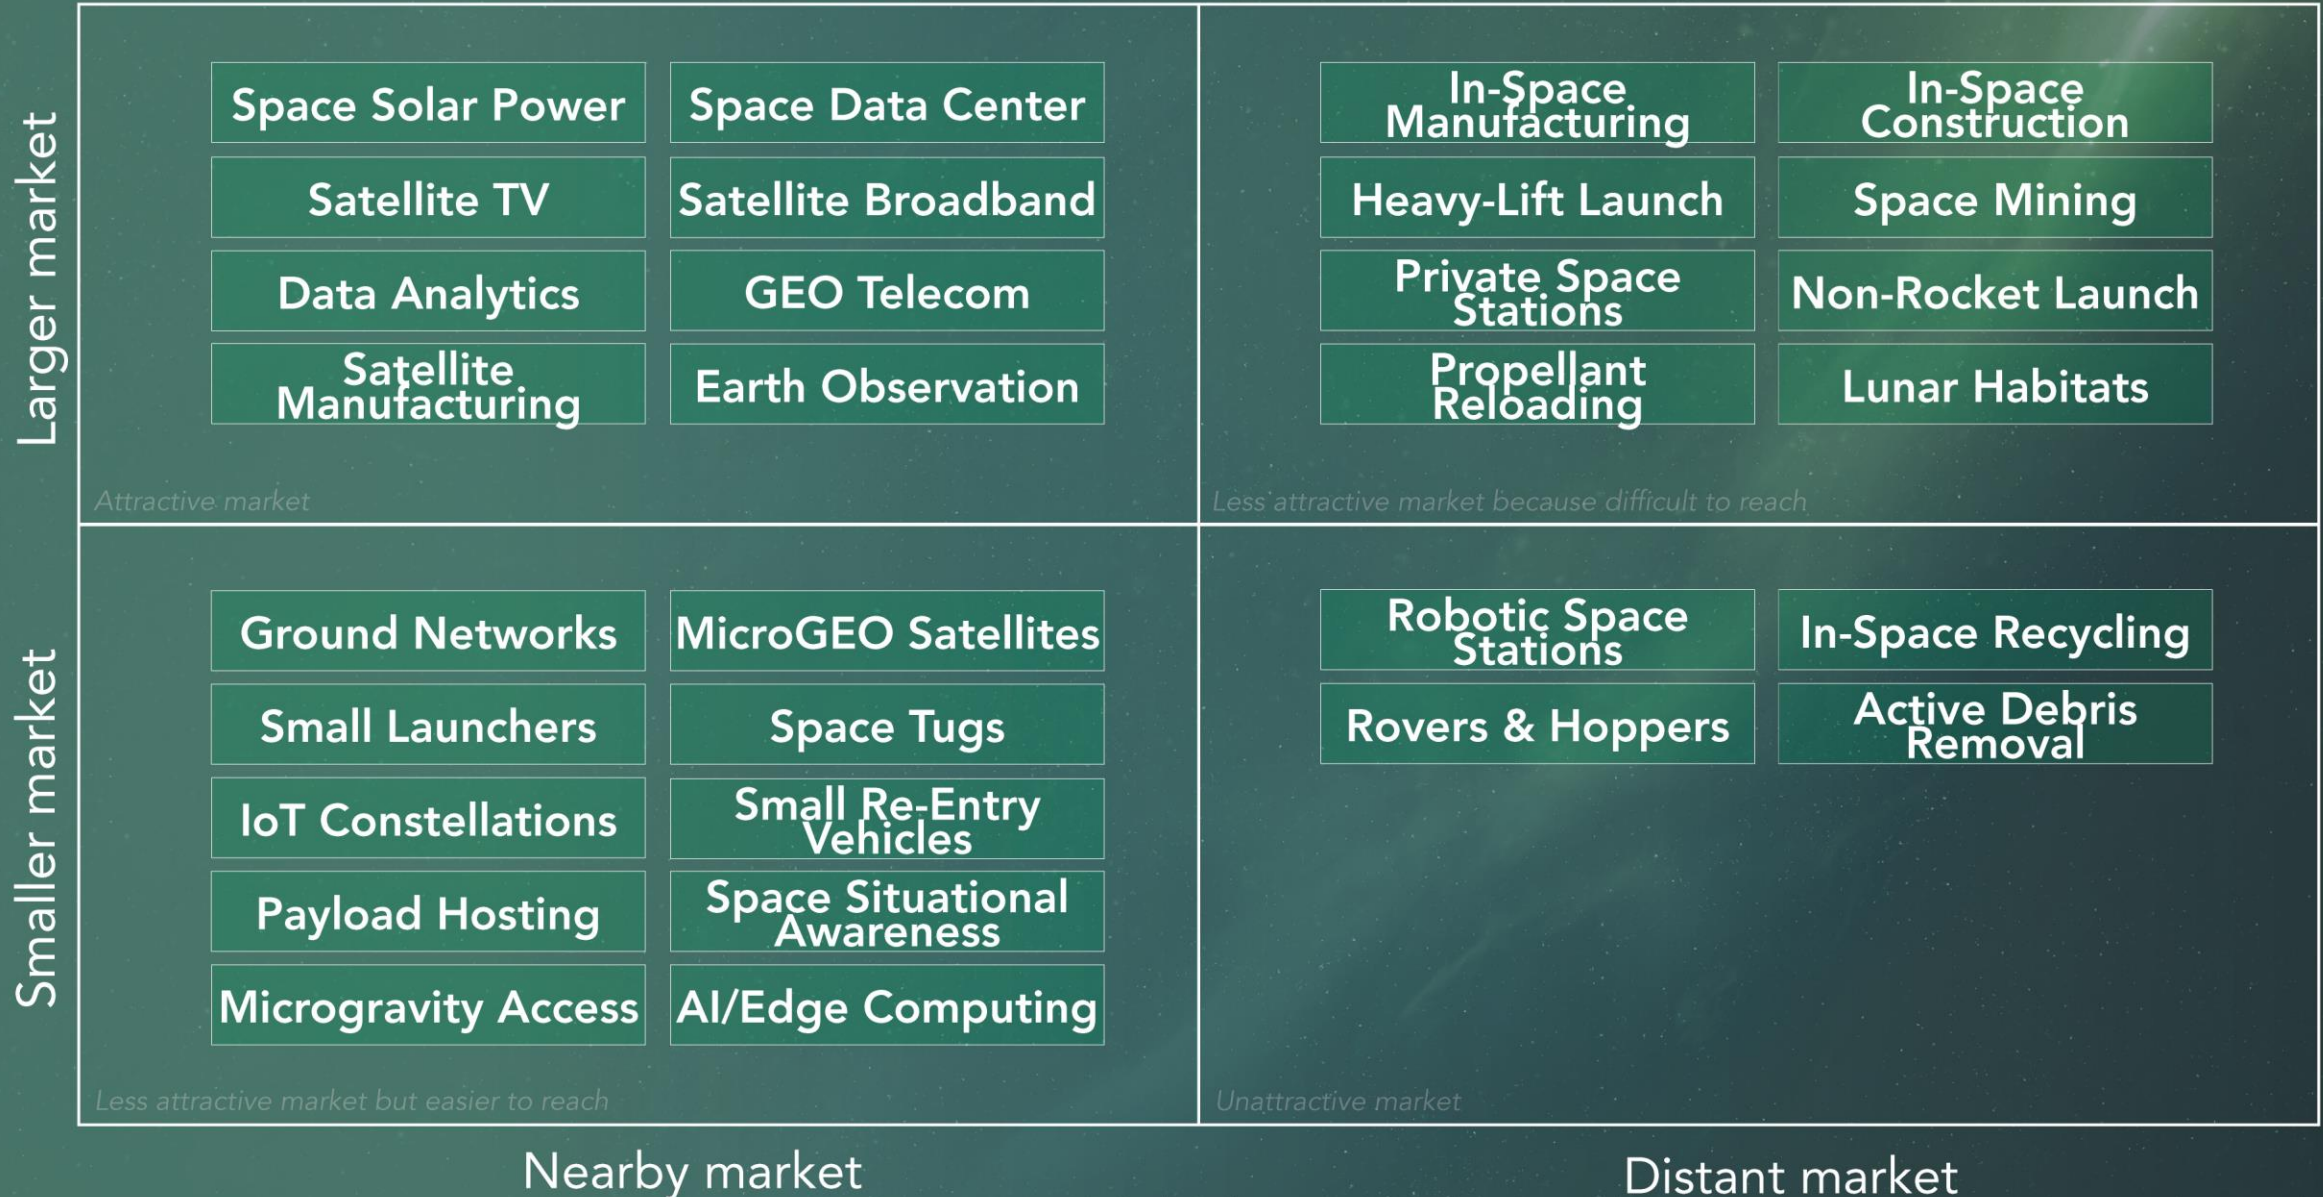 Larger market
Space Solar Power
Space Data Center
Satellite TV
Satellite Broadband
Data Analytics
GEO Telecom
Satellite
Manufacturing
Earth Observation
Attractive market
In-Space
Manufacturing
In-Space
Construction
Heavy-Lift Launch
Space Mining
Private Space
Stations
Non-Rocket Launch
Propellant
Reloading
Lunar Habitats
Less attractive market because difficult to reach
Smaller market
Ground Networks
MicroGEO Satellites
Small Launchers
Space Tugs
IoT Constellations
Small Re-Entry
Vehicles
Payload Hosting
Space Situational
Awareness
Microgravity Access
AI/Edge Computing
Less attractive market but easier to reach
Robotic Space
Stations
In-Space Recycling
Rovers & Hoppers
Active Debris
Removal
Unattractive market
Nearby market
Distant market